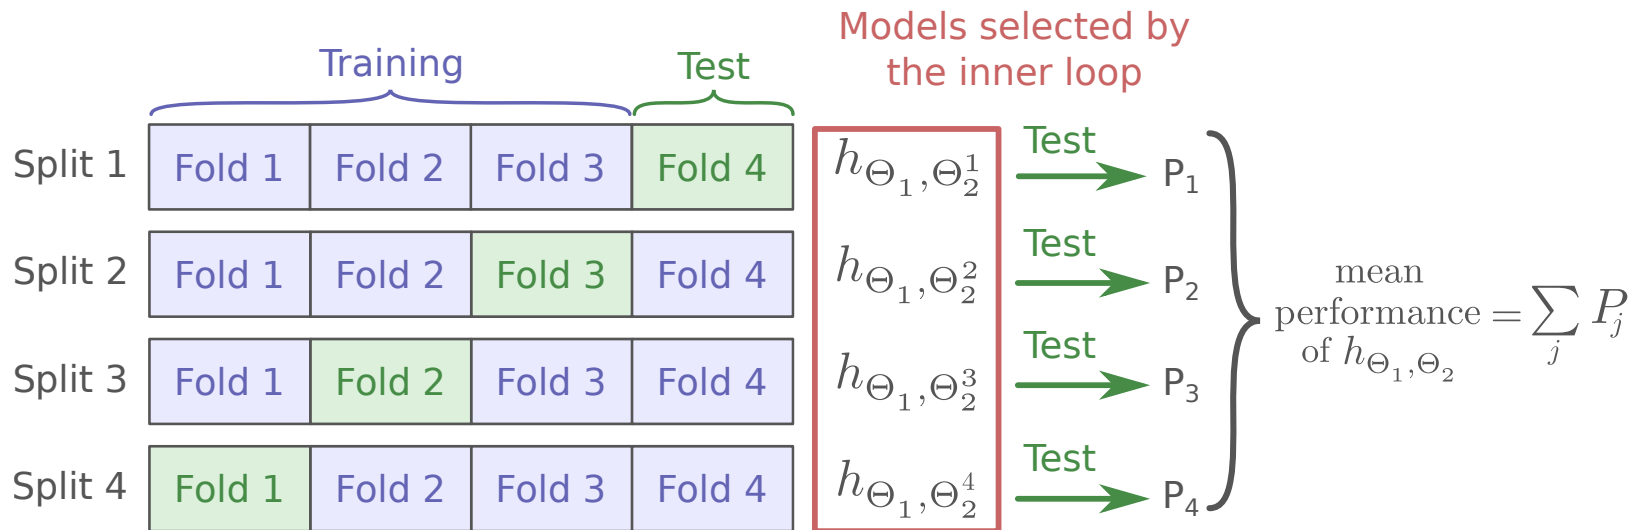 Models selected by
the inner loop
Training
Test
Split 1 Fold 1 Fold 2 Fold 3 Fold 4 h_{Θ_1,Θ_2^1} Test P_1
Split 2 Fold 1 Fold 2 Fold 3 Fold 4 h_{Θ_1,Θ_2^2} Test P_2
Split 3 Fold 1 Fold 2 Fold 3 Fold 4 h_{Θ_1,Θ_2^3} Test P_3
Split 4 Fold 1 Fold 2 Fold 3 Fold 4 h_{Θ_1,Θ_2^4} Test P_4
mean
performance = ∑_j P_j
of h_{Θ_1,Θ_2}